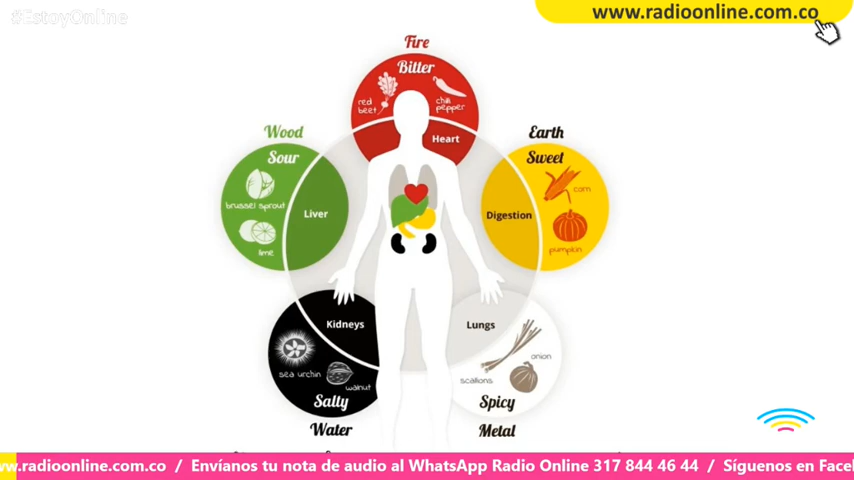 #EstoyOnline
www.radioonline.com.co
Fire
Bitter
red beet
chili pepper
Heart
Wood
Sour
brussel sprout
lime
Liver
Earth
Sweet
corn
pumpkin
Digestion
Kidneys
sea urchin
walnut
Salty
Water
Lungs
onion
scallions
Spicy
Metal
w.radioonline.com.co / Envíanos tu nota de audio al WhatsApp Radio Online 317 844 46 44 / Síguenos en Face